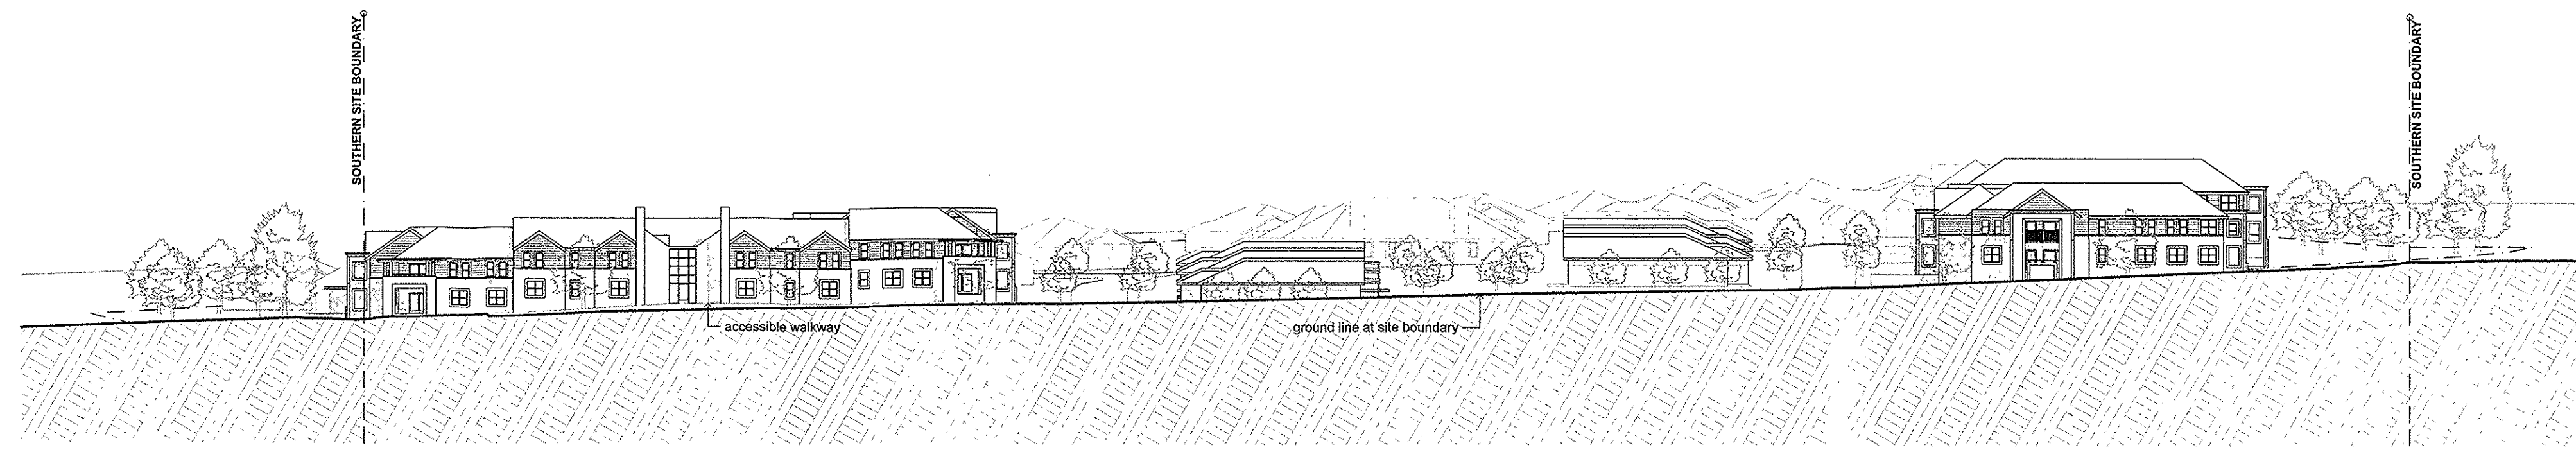 SOUTHERN SITE BOUNDARY
SOUTHERN SITE BOUNDARY
accessible walkway
ground line at site boundary